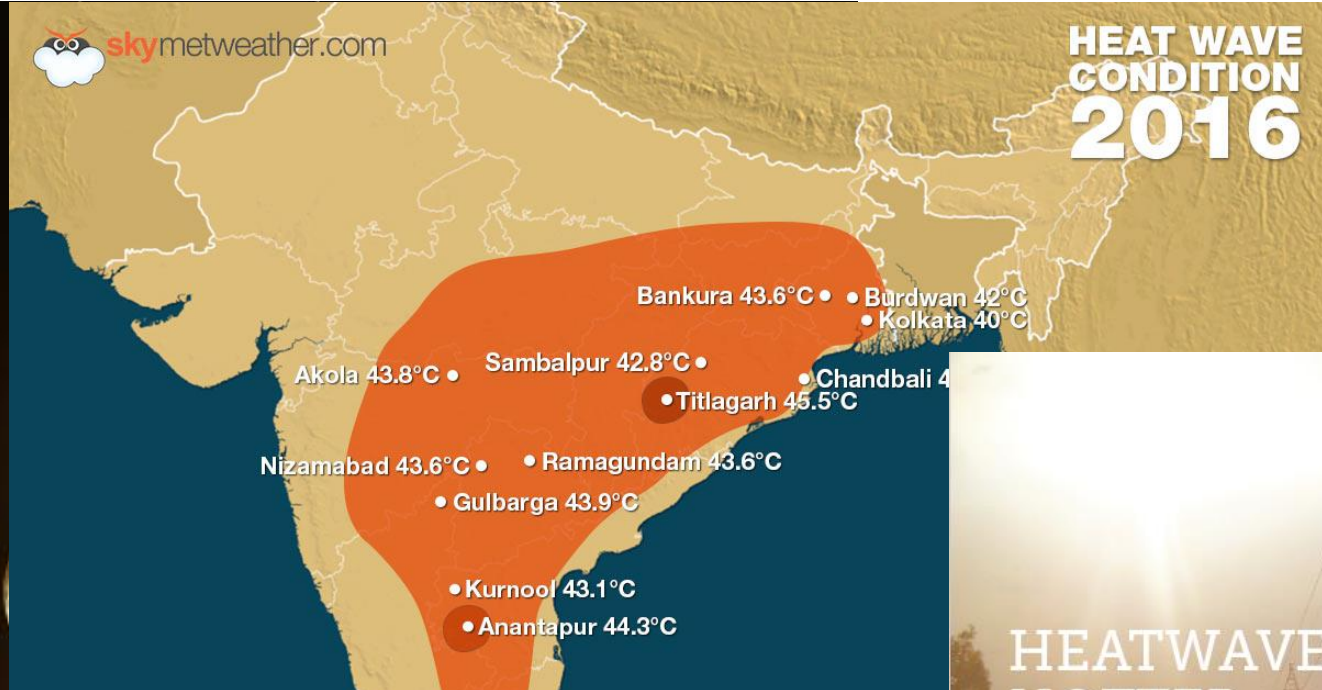 skymetweather.com
HEAT WAVE
CONDITION
2016
Bankura 43.6°C
Burdwan 42°C
Kolkata 40°C
Sambalpur 42.8°C
Akola 43.8°C
Chandbali 4
Titlagarh 45.5°C
Nizamabad 43.6°C
Ramagundam 43.6°C
Gulbarga 43.9°C
Kurnool 43.1°C
Anantapur 44.3°C
HEATWAVE